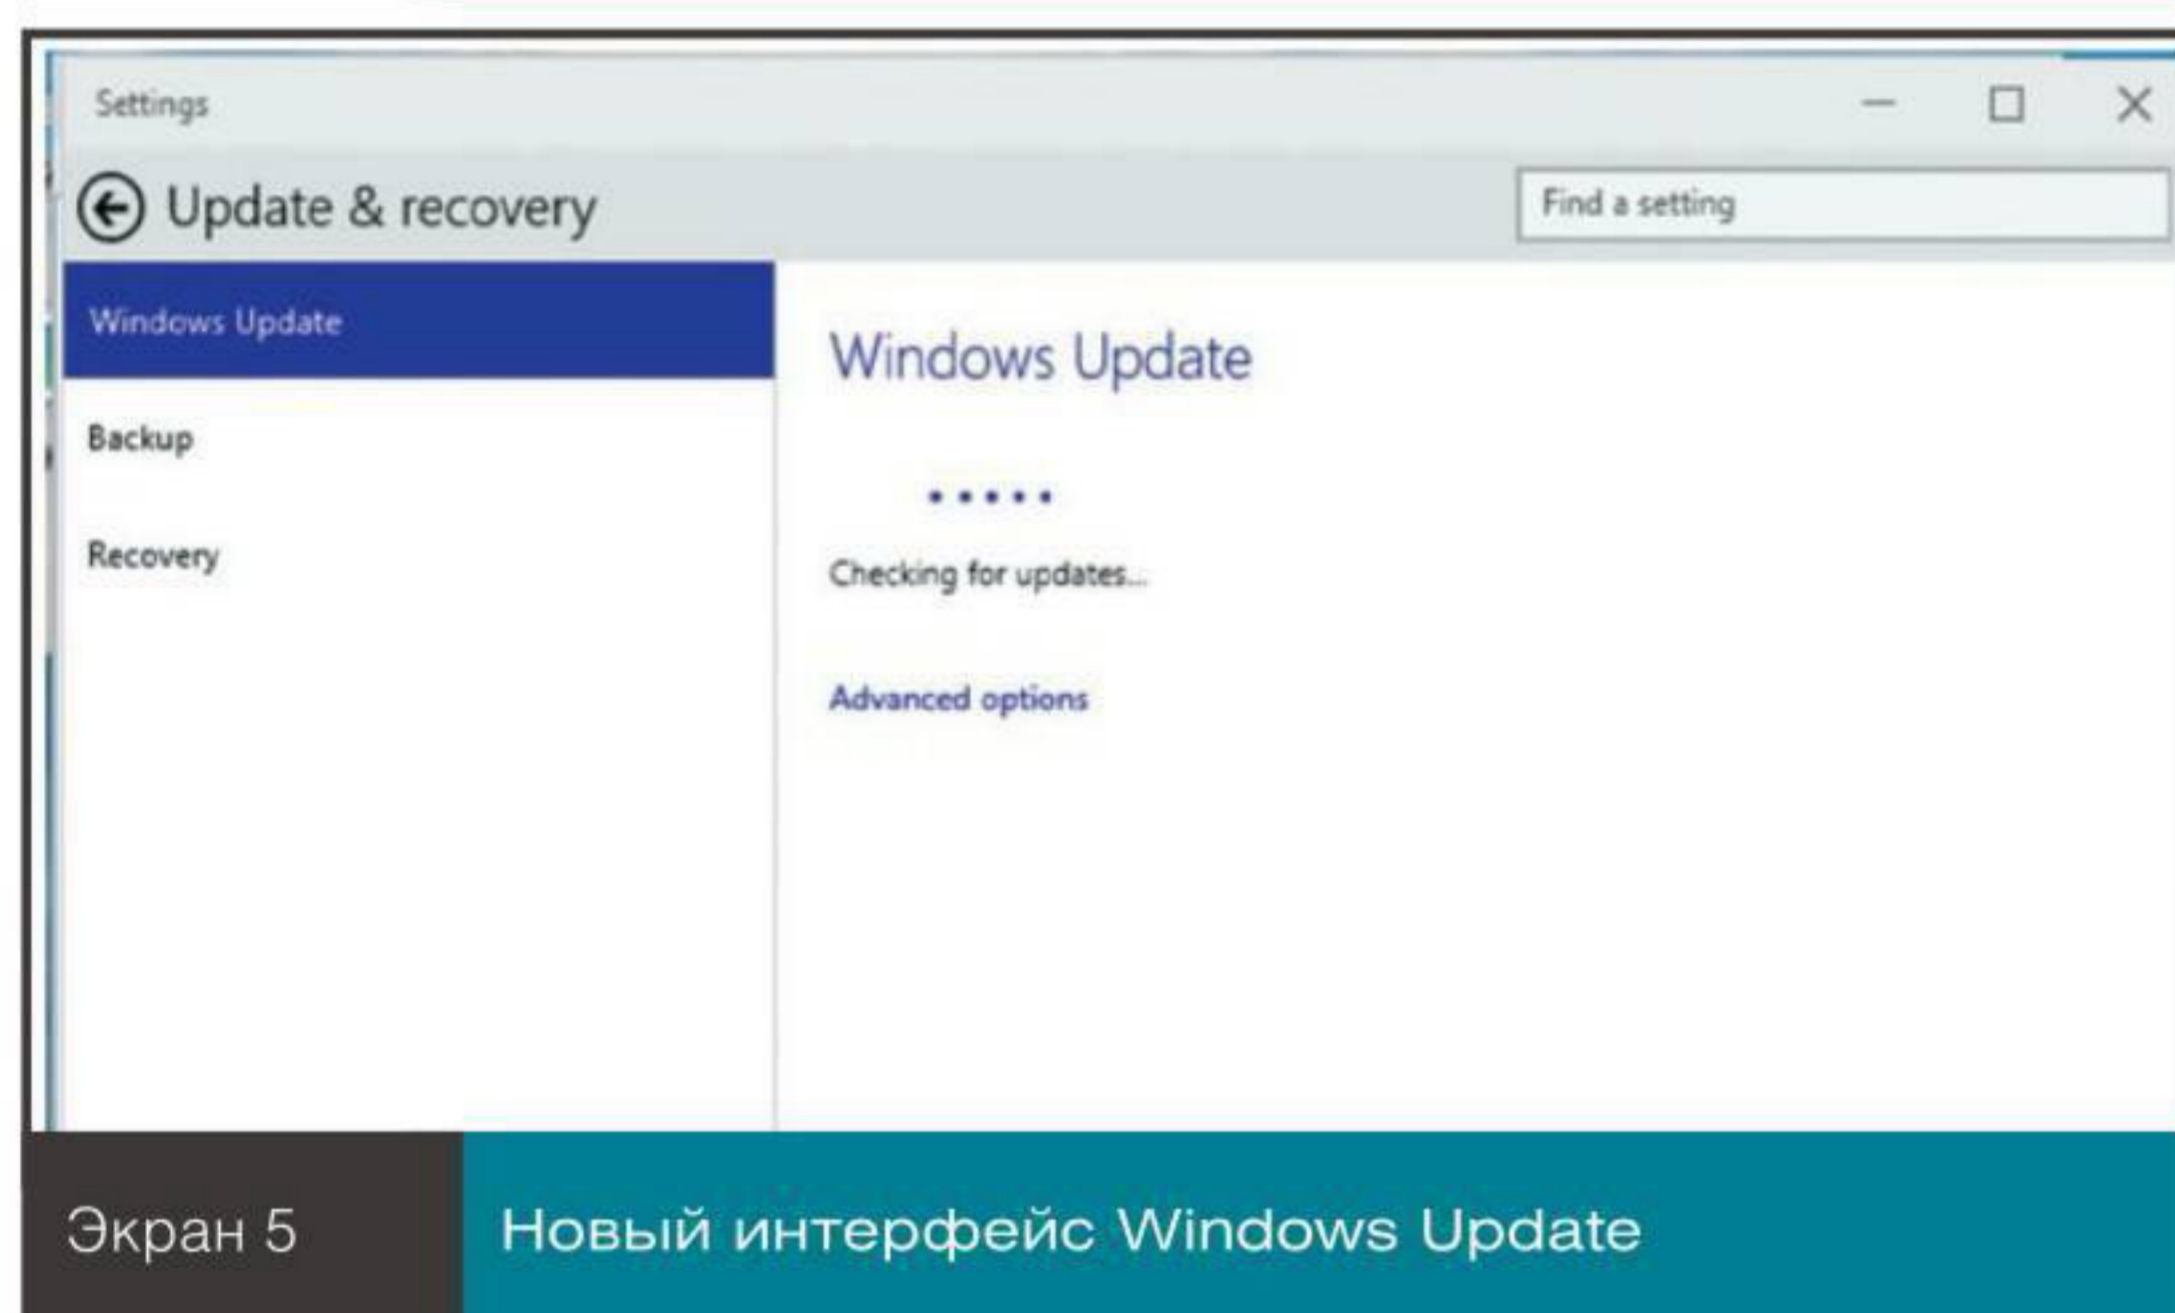 Settings
Update & recovery
Find a setting
Windows Update
Backup
Recovery
Windows Update
Checking for updates...
Advanced options
Экран 5
Новый интерфейс Windows Update